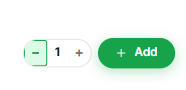 − 1 + + Add